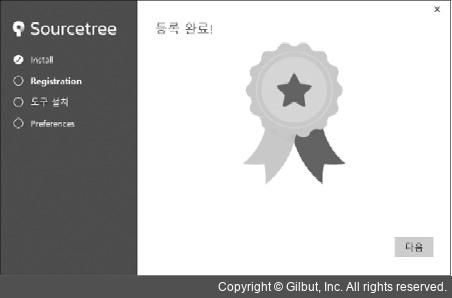 Sourcetree
Install
Registration
도구 설치
Preferences
등록 완료!
다음
Copyright © Gilbut, Inc. All rights reserved.